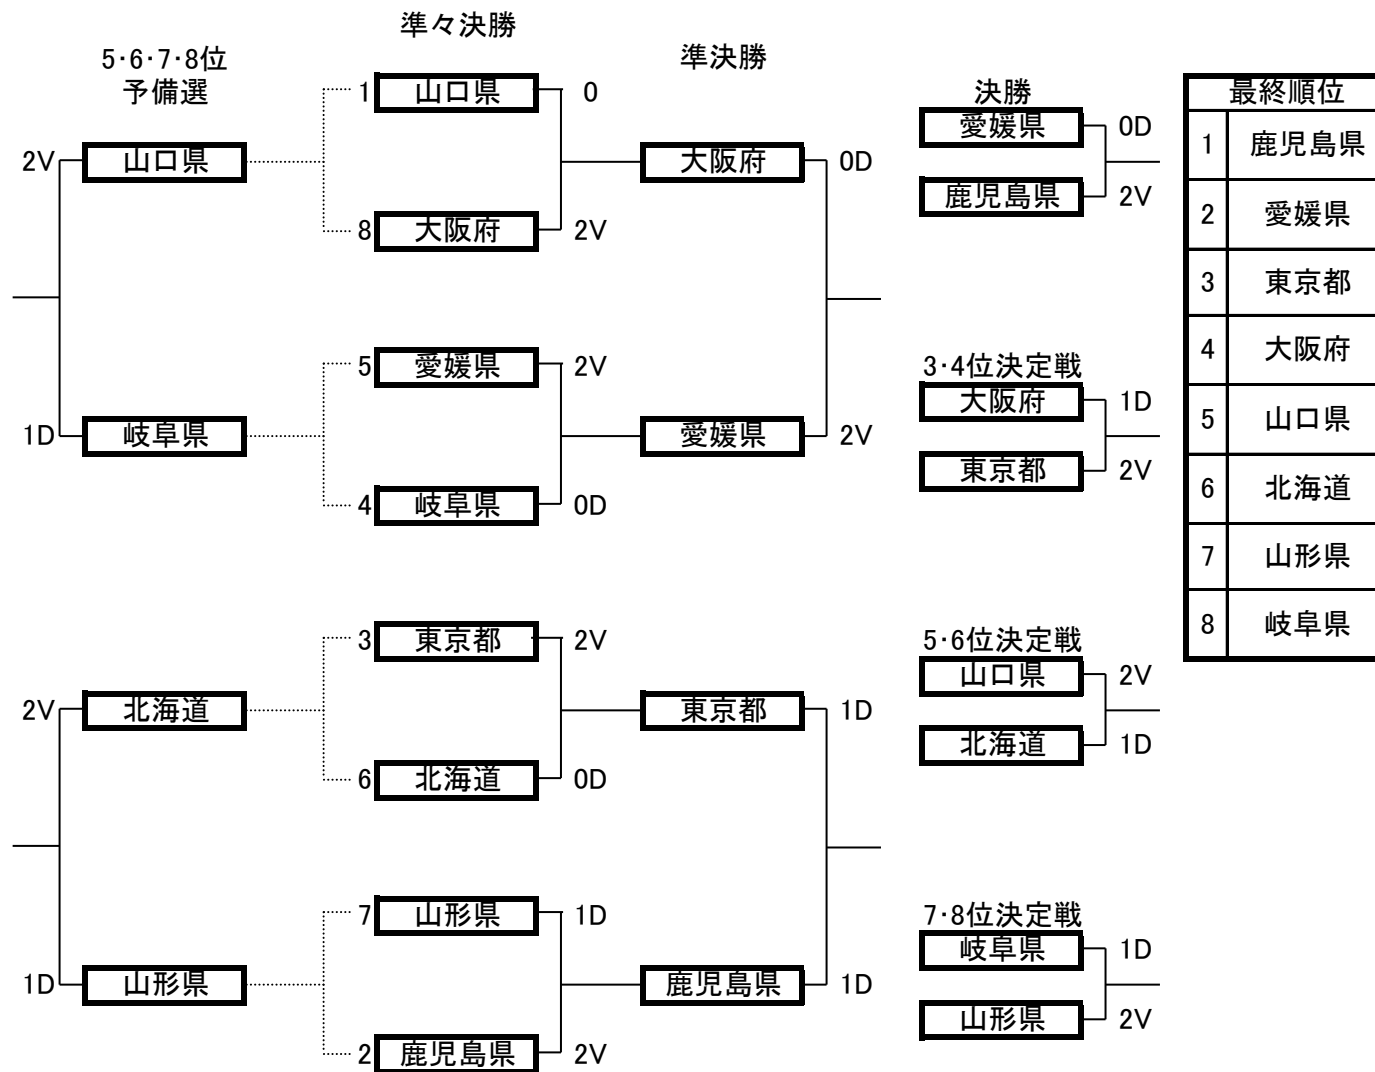 準々決勝
5・6・7・8位
予備選
準決勝
決勝
最終順位
1 山口県 0
愛媛県 0D
1 鹿児島県
2V 山口県
大阪府 0D
鹿児島県 2V
8 大阪府 2V
2 愛媛県
3 東京都
5 愛媛県 2V
3・4位決定戦
4 大阪府
大阪府 1D
1D 岐阜県
愛媛県 2V
東京都 2V
5 山口県
4 岐阜県 0D
6 北海道
7 山形県
3 東京都 2V
5・6位決定戦
8 岐阜県
山口県 2V
2V 北海道
東京都 1D
北海道 1D
6 北海道 0D
7 山形県 1D
7・8位決定戦
岐阜県 1D
1D 山形県
鹿児島県 1D
山形県 2V
2 鹿児島県 2V